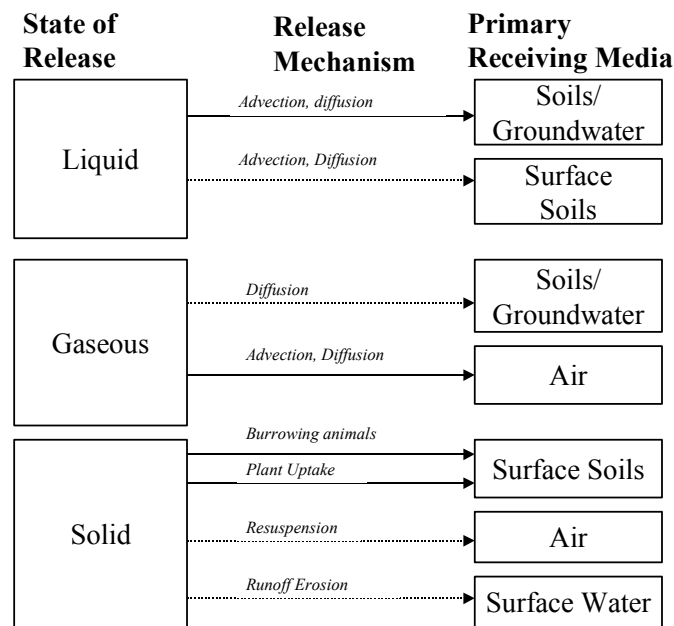 State of
Release
Release
Mechanism
Primary
Receiving Media
Liquid
Advection, diffusion
Soils/
Groundwater
Advection, Diffusion
Surface
Soils
Gaseous
Diffusion
Soils/
Groundwater
Advection, Diffusion
Air
Solid
Burrowing animals
Plant Uptake
Surface Soils
Resuspension
Air
Runoff Erosion
Surface Water